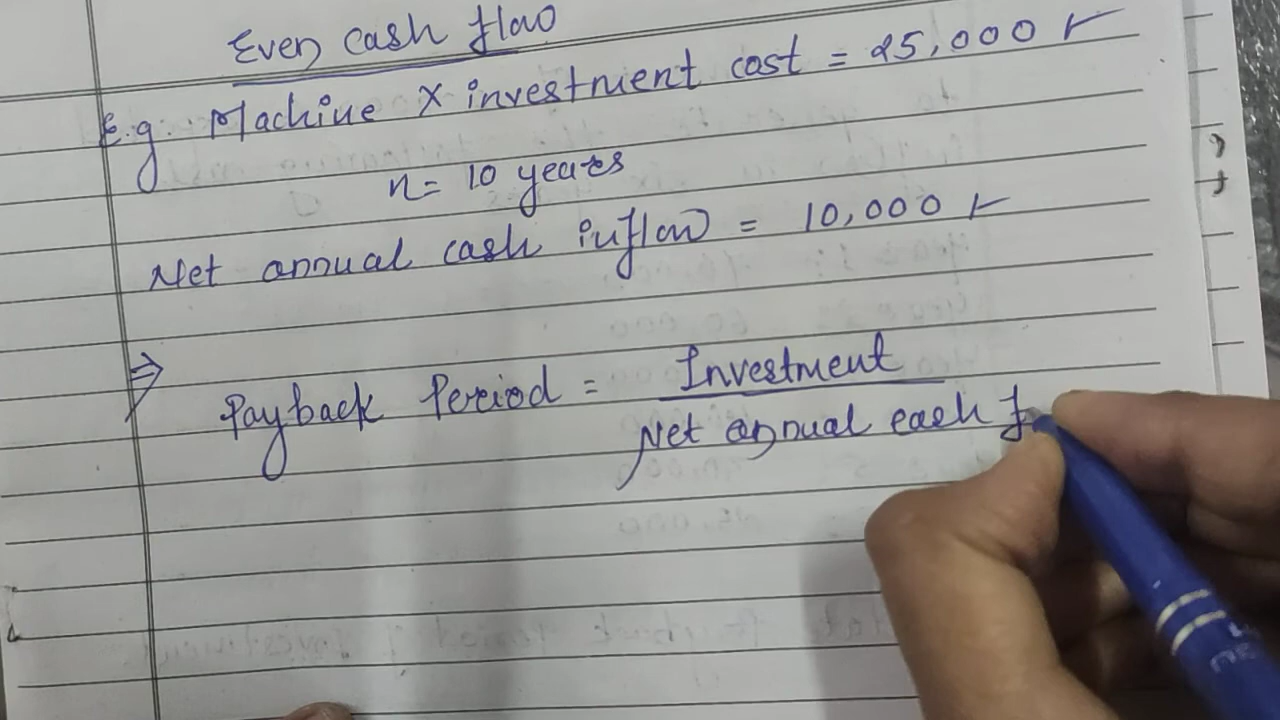 Even cash flow
E.g. Machine X investment cost = 25,000
n = 10 years
Net annual cash inflow = 10,000
⇒ Payback Period = Investment
Net annual cash f